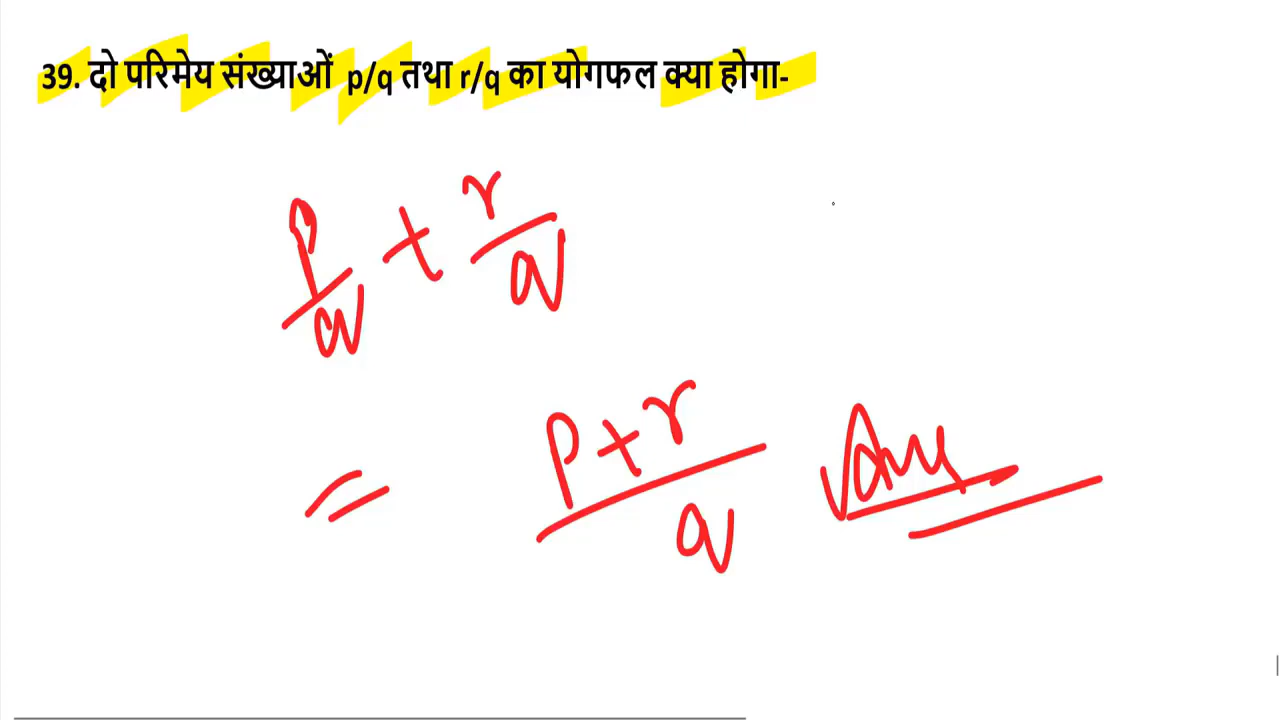 39. दो परिमेय संख्याओं p/q तथा r/q का योगफल क्या होगा-
p/q + r/q
= p+r/q Ans